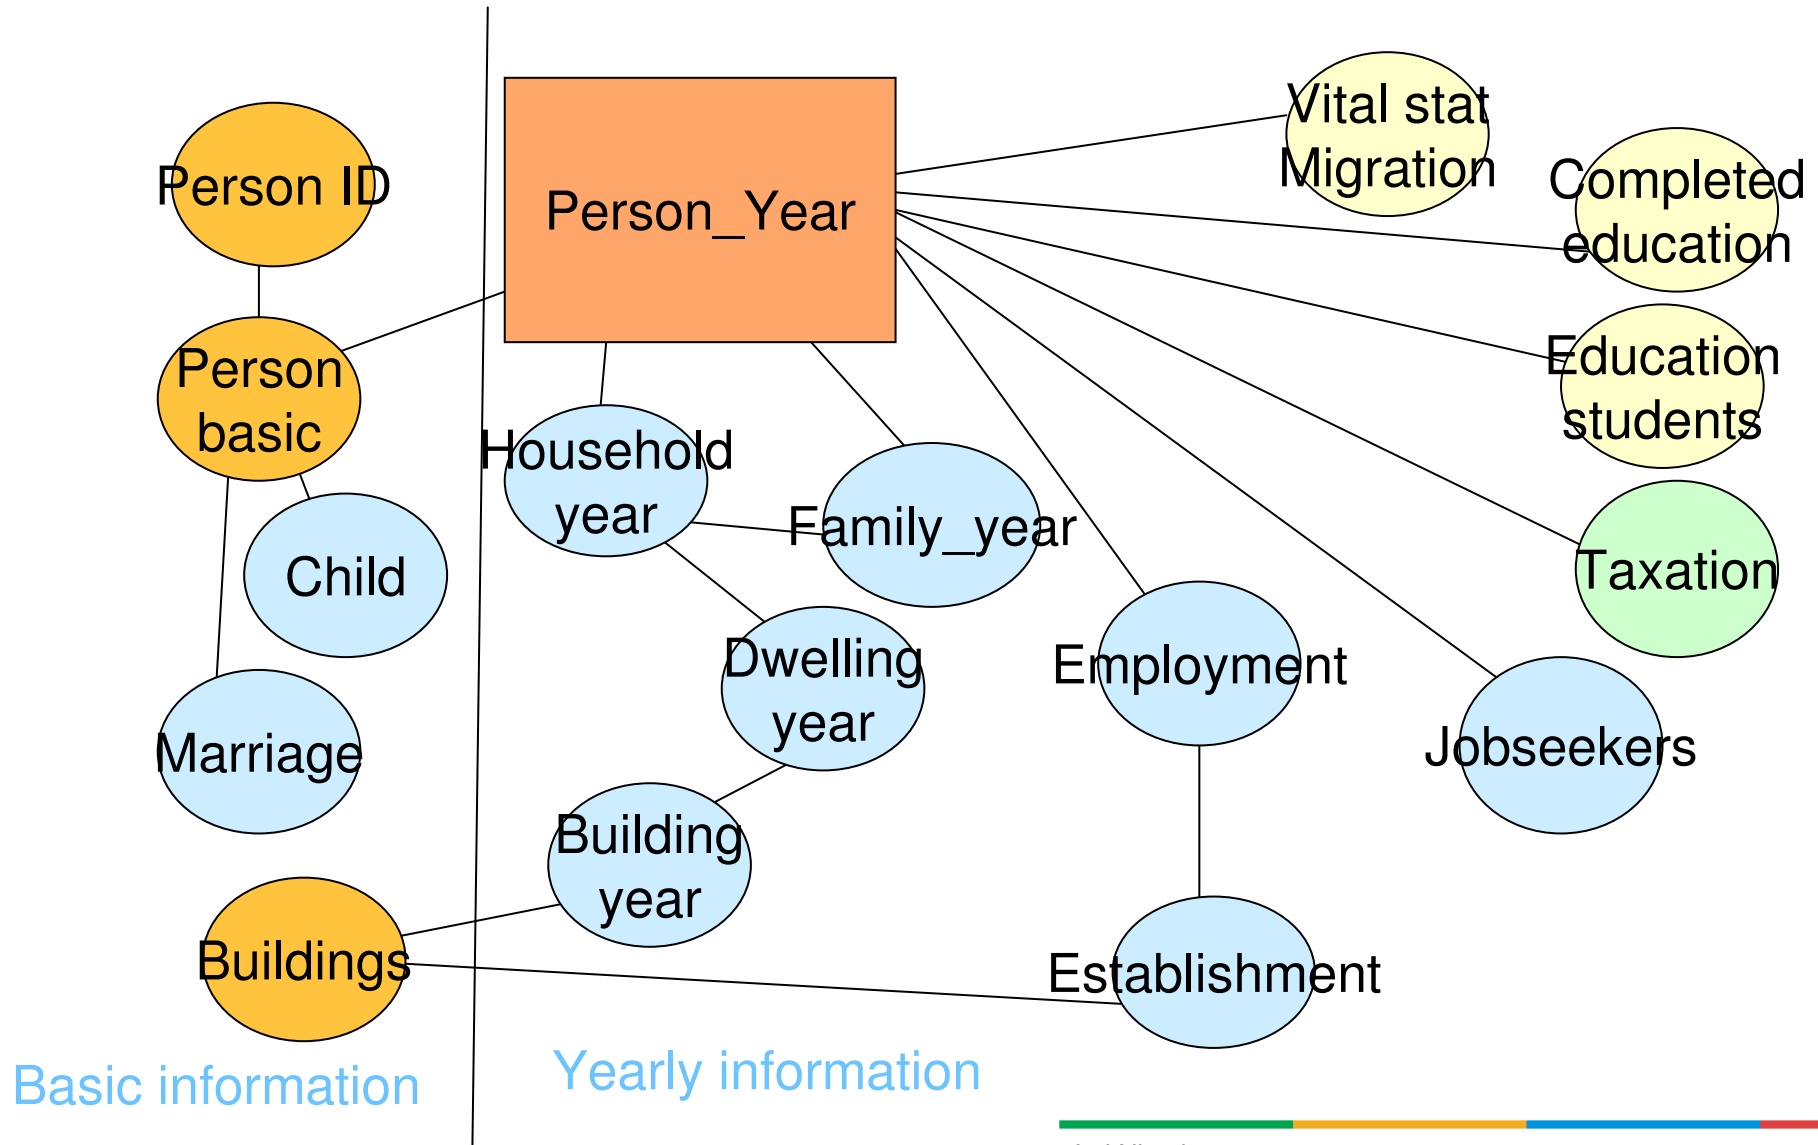 Person ID
Person
basic
Child
Marriage
Buildings
Basic information
Person_Year
Household
year
Family_year
Dwelling
year
Building
year
Employment
Establishment
Jobseekers
Vital stat
Migration
Completed
education
Education
students
Taxation
Yearly information